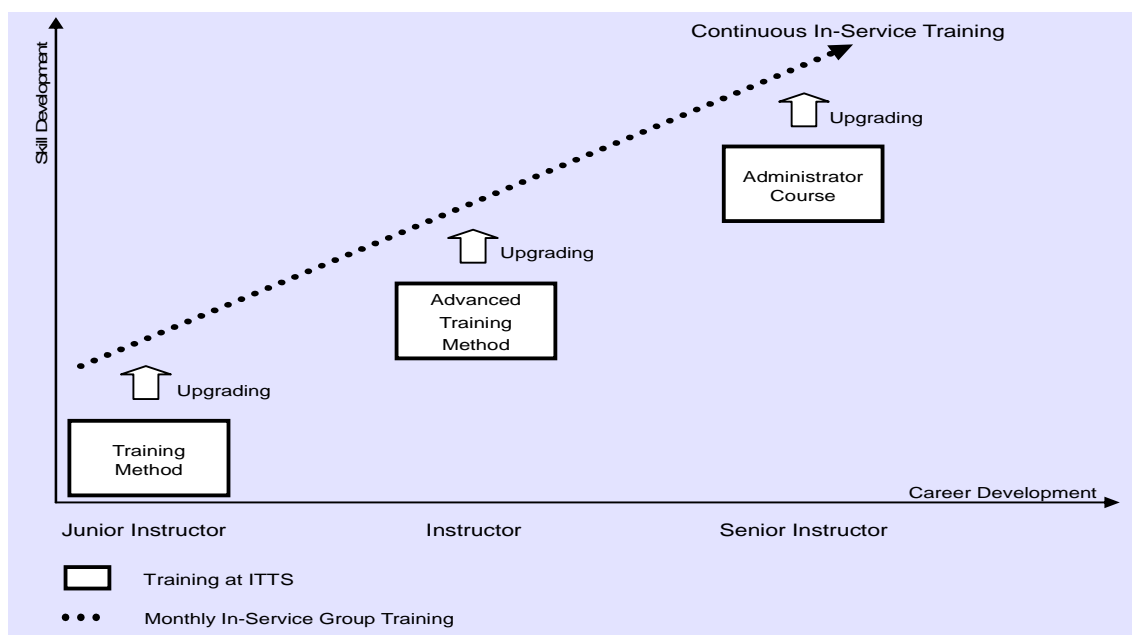 Continuous In-Service Training
Skill Development
Upgrading
Administrator
Course
Upgrading
Advanced
Training
Method
Upgrading
Training
Method
Career Development
Junior Instructor
Instructor
Senior Instructor
Training at ITTS
Monthly In-Service Group Training